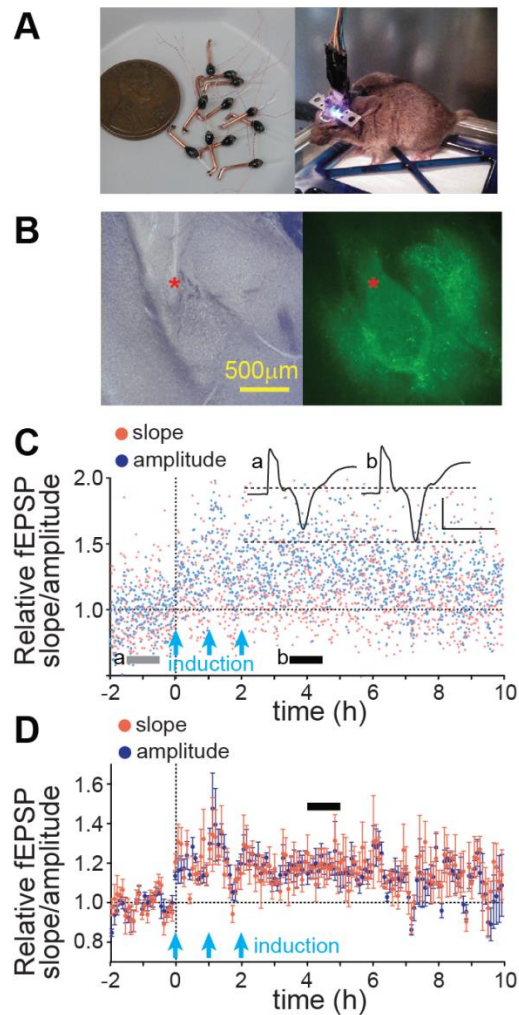 A
B
*
*
500μm
C
slope
amplitude
a
b
2.0
1.5
1.0
Relative fEPSP
slope/amplitude
a
induction
b
-2
0
2
4
6
8
10
time (h)
D
slope
amplitude
1.6
1.4
1.2
1.0
0.8
Relative fEPSP
slope/amplitude
induction
-2
0
2
4
6
8
10
time (h)